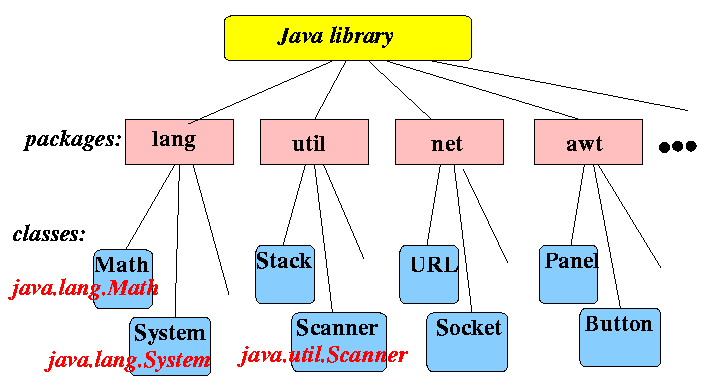 Java library
packages:
lang
util
net
awt
classes:
Math
Stack
URL
Panel
java.lang.Math
System
Scanner
Socket
Button
java.lang.System
java.util.Scanner